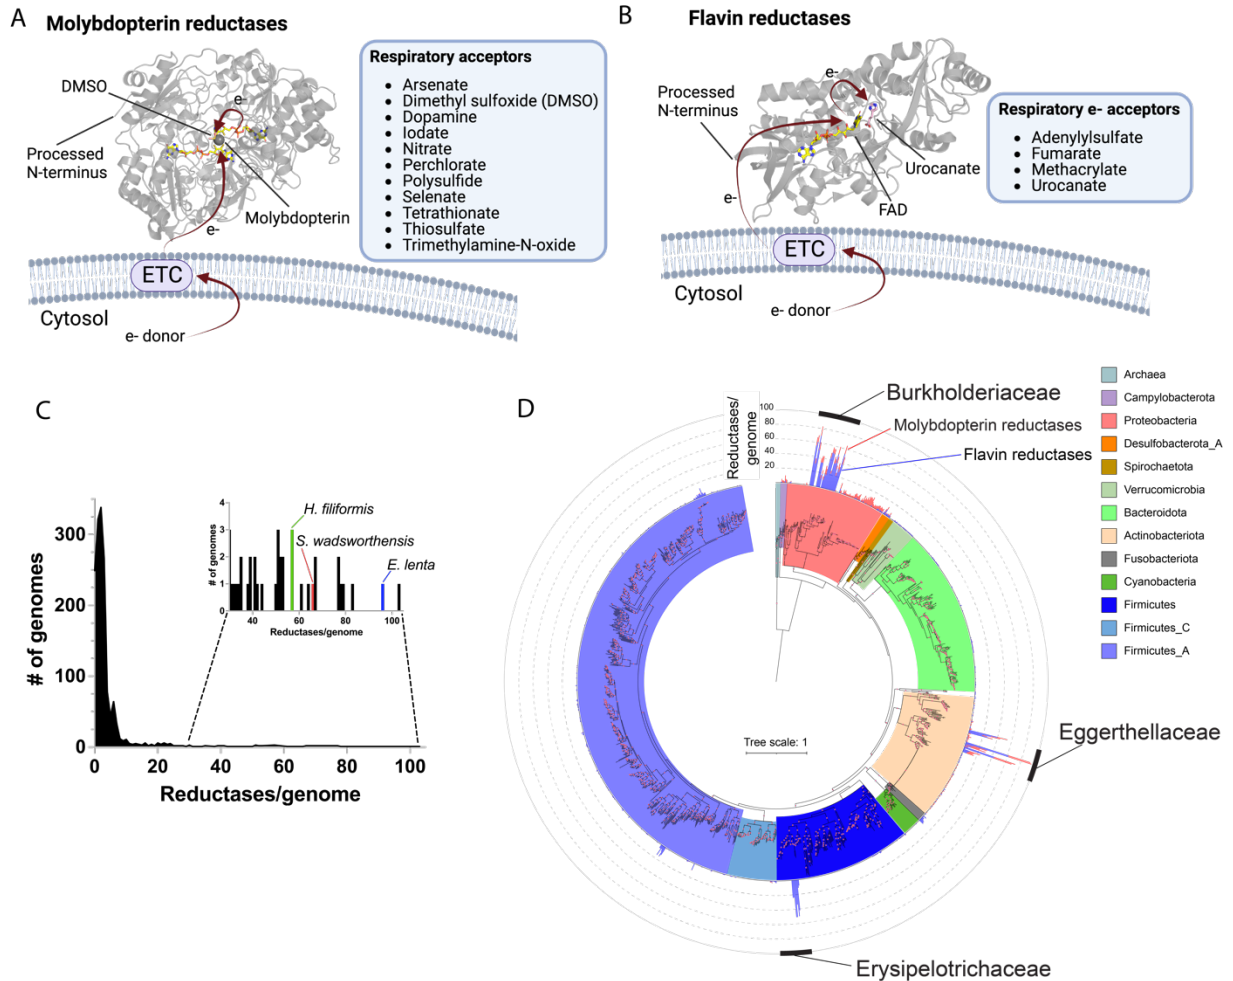 A
Molybdopterin reductases
DMSO
e-
Processed
N-terminus
Molybdopterin
e-
ETC
Cytosol
e- donor
Respiratory acceptors
• Arsenate
• Dimethyl sulfoxide (DMSO)
• Dopamine
• Iodate
• Nitrate
• Perchlorate
• Polysulfide
• Selenate
• Tetrathionate
• Thiosulfate
• Trimethylamine-N-oxide
B
Flavin reductases
e-
Processed
N-terminus
Urocanate
FAD
e-
ETC
Cytosol
e- donor
Respiratory e- acceptors
• Adenylylsulfate
• Fumarate
• Methacrylate
• Urocanate
C
# of genomes
300
200
100
0
0 20 40 60 80 100
Reductases/genome
# of genomes
4
3
2
1
0
40 60 80 100
Reductases/genome
H. filiformis
S. wadsworthensis
E. lenta
D
Reductases/
genome
100
80
60
40
20
Burkholderiaceae
Molybdopterin reductases
Flavin reductases
Eggerthellaceae
Erysipelotrichaceae
Tree scale: 1
Archaea
Campylobacterota
Proteobacteria
Desulfobacterota_A
Spirochaetota
Verrucomicrobia
Bacteroidota
Actinobacteriota
Fusobacteriota
Cyanobacteria
Firmicutes
Firmicutes_C
Firmicutes_A